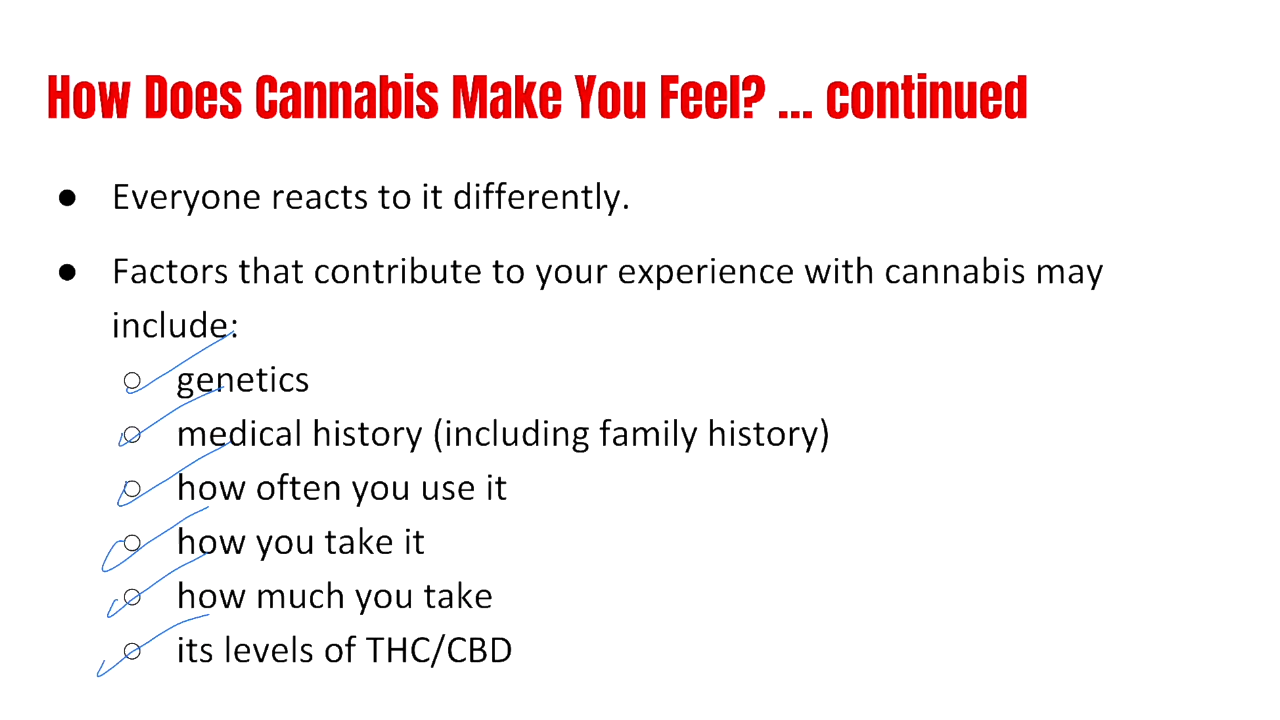 How Does Cannabis Make You Feel? ... continued
● Everyone reacts to it differently.
● Factors that contribute to your experience with cannabis may
include:
○ genetics
○ medical history (including family history)
○ how often you use it
○ how you take it
○ how much you take
○ its levels of THC/CBD